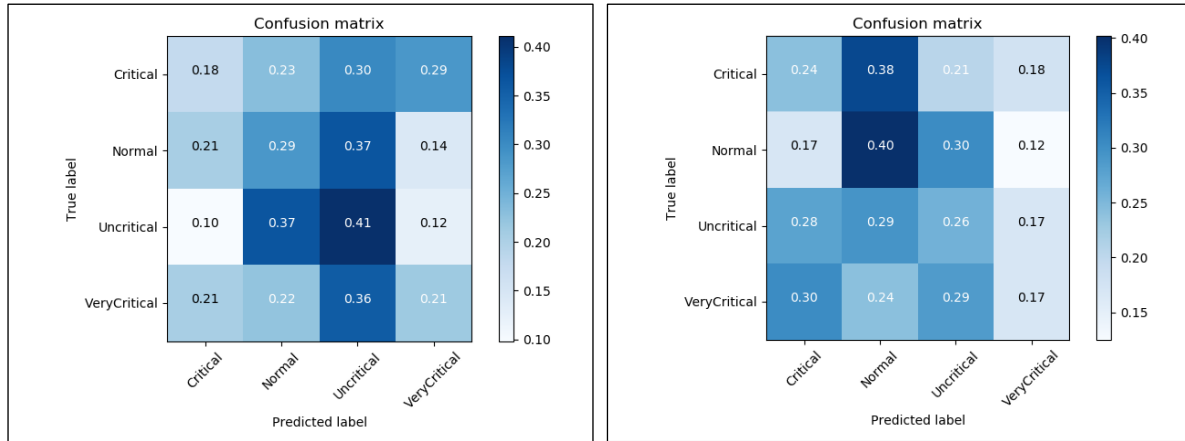 Confusion matrix
Critical
Normal
Uncritical
VeryCritical
True label
0.18 0.23 0.30 0.29
0.21 0.29 0.37 0.14
0.10 0.37 0.41 0.12
0.21 0.22 0.36 0.21
Critical Normal Uncritical VeryCritical
Predicted label
0.40
0.35
0.30
0.25
0.20
0.15
0.10
Confusion matrix
Critical
Normal
Uncritical
VeryCritical
True label
0.24 0.38 0.21 0.18
0.17 0.40 0.30 0.12
0.28 0.29 0.26 0.17
0.30 0.24 0.29 0.17
Critical Normal Uncritical VeryCritical
Predicted label
0.40
0.35
0.30
0.25
0.20
0.15